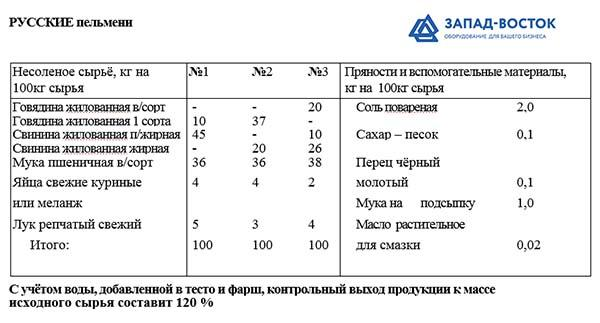 РУССКИЕ пельмени
ЗАПАД-ВОСТОК
ОБОРУДОВАНИЕ ДЛЯ ВАШЕГО БИЗНЕСА
Несоленое сырьё, кг на 100кг сырья №1 №2 №3 Пряности и вспомогательные материалы, кг на 100кг сырья
Говядина жилованная в/сорт - - 20 Соль повареная 2,0
Говядина жилованная 1 сорта 10 37 -
Свинина жилованная п/жирная 45 - 10 Сахар – песок 0,1
Свинина жилованная жирная - 20 26
Мука пшеничная в/сорт 36 36 38 Перец чёрный
Яйца свежие куриные 4 4 2 молотый 0,1
или меланж Мука на подсыпку 1,0
Лук репчатый свежий 5 3 4 Масло растительное
Итого: 100 100 100 для смазки 0,02
С учётом воды, добавленной в тесто и фарш, контрольный выход продукции к массе
исходного сырья составит 120 %